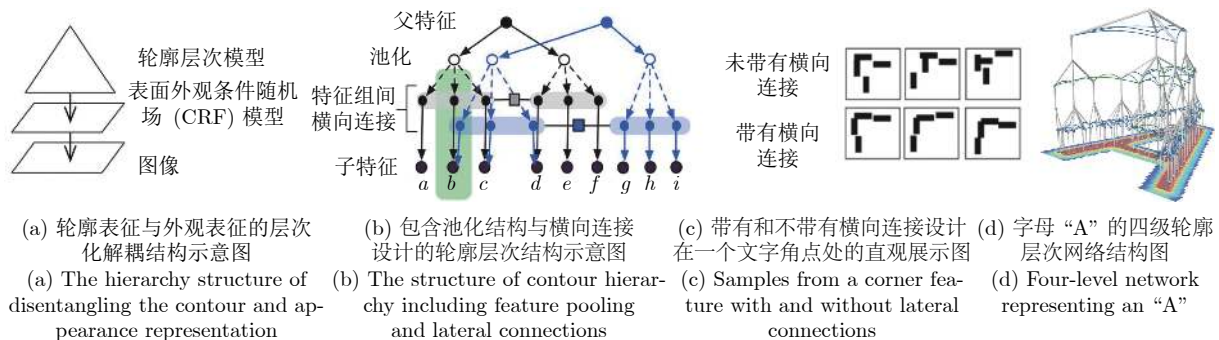 轮廓层次模型
表面外观条件随机
场 (CRF) 模型
图像
父特征
池化
特征组间
横向连接
子特征
a b c d e f g h i
未带有横向
连接
带有横向
连接
(a) 轮廓表征与外观表征的层次
化解耦结构示意图
(a) The hierarchy structure of
disentangling the contour and ap-
pearance representation
(b) 包含池化结构与横向连接
设计的轮廓层次结构示意图
(b) The structure of contour hierar-
chy including feature pooling
and lateral connections
(c) 带有和不带有横向连接设计
在一个文字角点处的直观展示图
(c) Samples from a corner fea-
ture with and without lateral
connections
(d) 字母 “A” 的四级轮廓
层次网络结构图
(d) Four-level network
representing an “A”